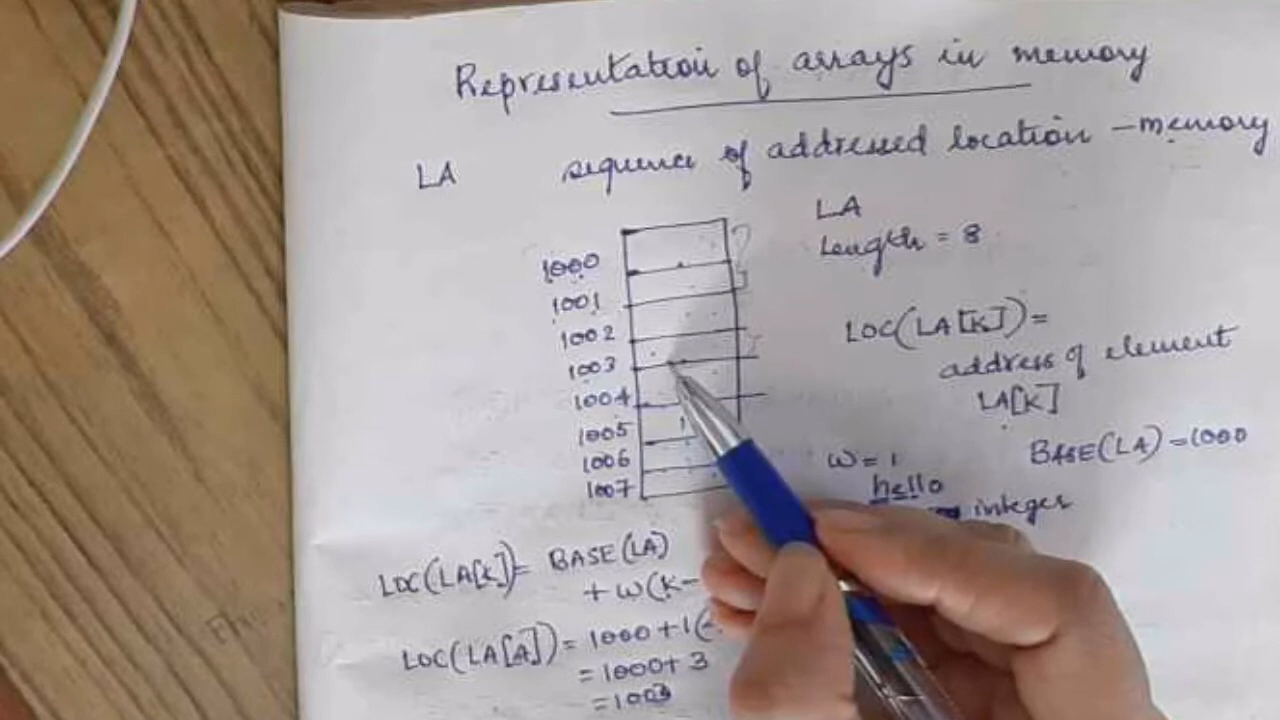 Representation of arrays in memory
LA sequence of addressed location - memory
LA
Length = 8
1000
1001
1002
1003
1004
1005
1006
1007
LOC(LA[K]) =
address of element
LA[K]
BASE(LA) = 1000
W = 1
hello
integer
LOC(LA[K]) = BASE(LA)
+ W(K-
LOC(LA[A]) = 1000 + 1(
= 1000 + 3
= 1003